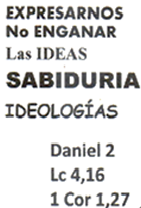 EXPRESARNOS
No ENGANAR
Las IDEAS
SABIDURIA
IDEOLOGÍAS
Daniel 2
Lc 4,16
1 Cor 1,27